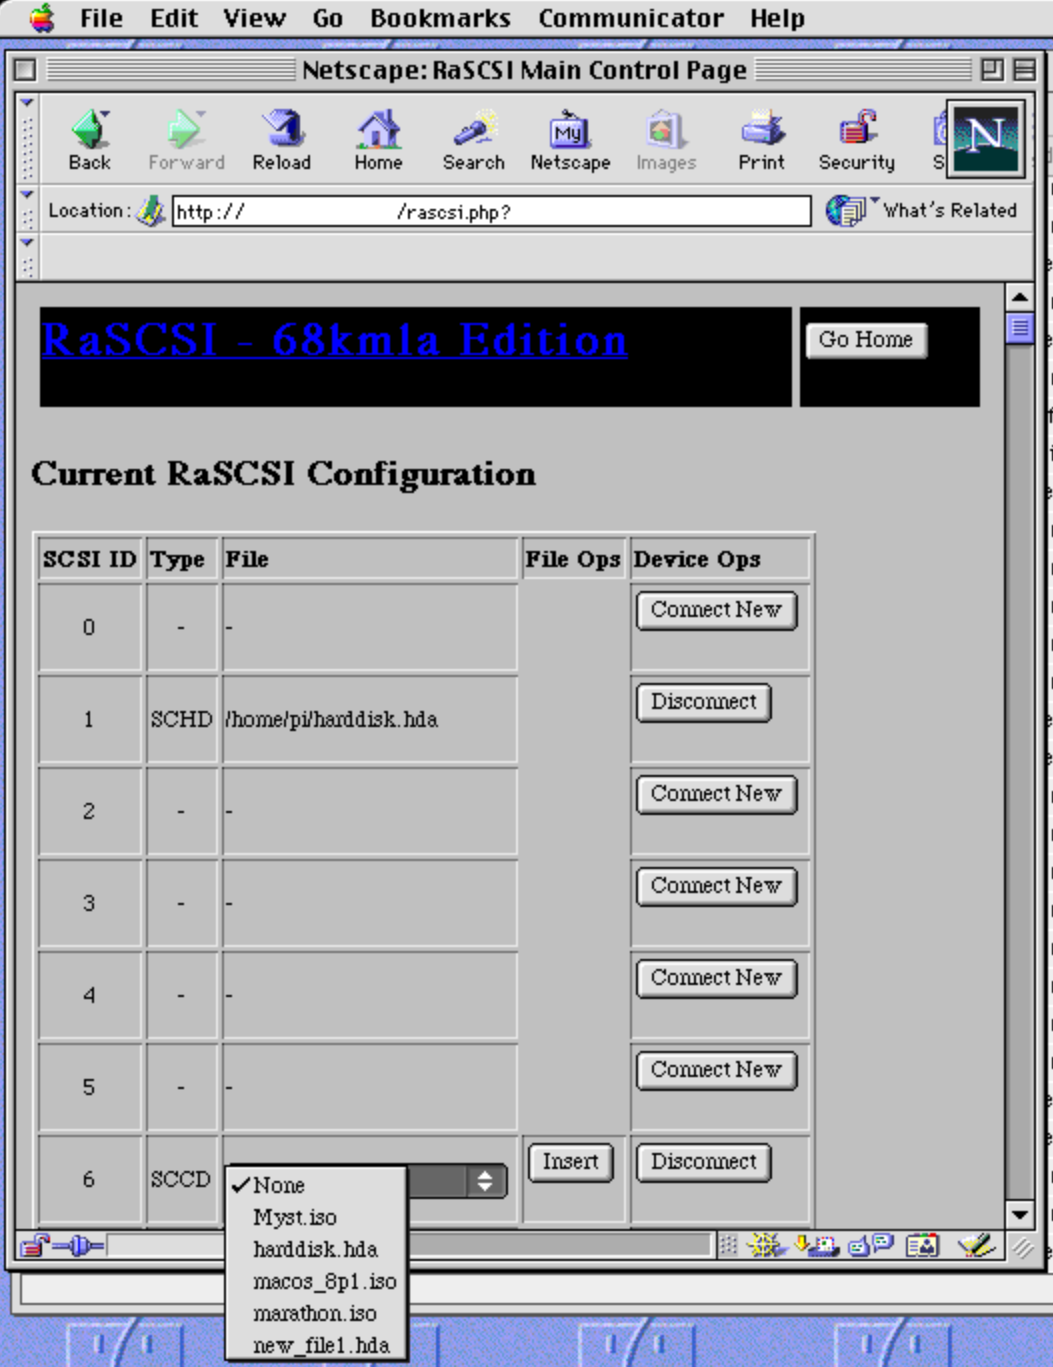 File Edit View Go Bookmarks Communicator Help
Netscape: RaSCSI Main Control Page
Back Forward Reload Home Search Netscape Images Print Security S
My
N
Location: http:// /rascsi.php? What's Related
RaSCSI - 68kmla Edition
Go Home
Current RaSCSI Configuration
SCSI ID Type File File Ops Device Ops
0 - - Connect New
1 SCHD /home/pi/harddisk.hda Disconnect
2 - - Connect New
3 - - Connect New
4 - - Connect New
5 - - Connect New
6 SCCD Insert Disconnect
✓None
Myst.iso
harddisk.hda
macos_8p1.iso
marathon.iso
new_file1.hda